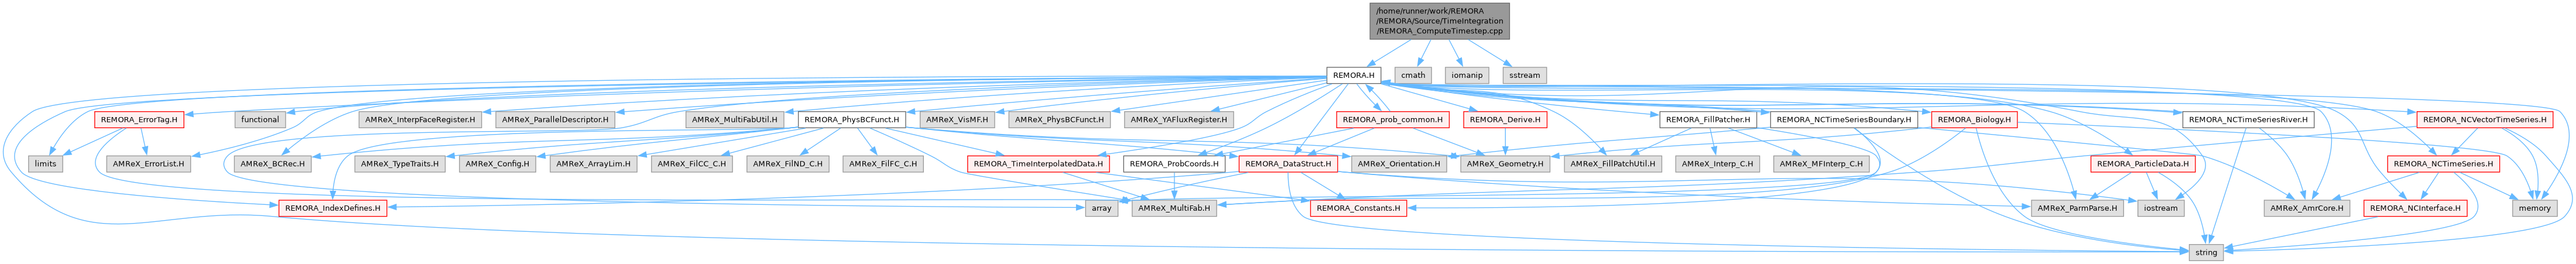 /home/runner/work/REMORA
/REMORA/Source/TimeIntegration
/REMORA_ComputeTimestep.cpp
REMORA.H
cmath
iomanip
sstream
REMORA_ErrorTag.H
functional
AMReX_InterpFaceRegister.H
AMReX_ParallelDescriptor.H
AMReX_MultiFabUtil.H
REMORA_PhysBCFunct.H
AMReX_VisMF.H
AMReX_PhysBCFunct.H
AMReX_YAFluxRegister.H
REMORA_prob_common.H
REMORA_Derive.H
REMORA_FillPatcher.H
REMORA_NCTimeSeriesBoundary.H
REMORA_Biology.H
REMORA_NCTimeSeriesRiver.H
REMORA_NCVectorTimeSeries.H
limits
AMReX_ErrorList.H
AMReX_BCRec.H
AMReX_TypeTraits.H
AMReX_Config.H
AMReX_ArrayLim.H
AMReX_FilCC_C.H
AMReX_FilND_C.H
AMReX_FilFC_C.H
REMORA_TimeInterpolatedData.H
REMORA_ProbCoords.H
REMORA_DataStruct.H
AMReX_Orientation.H
AMReX_Geometry.H
AMReX_FillPatchUtil.H
AMReX_Interp_C.H
AMReX_MFInterp_C.H
REMORA_ParticleData.H
REMORA_NCTimeSeries.H
REMORA_IndexDefines.H
array
AMReX_MultiFab.H
REMORA_Constants.H
AMReX_ParmParse.H
iostream
AMReX_AmrCore.H
REMORA_NCInterface.H
memory
string